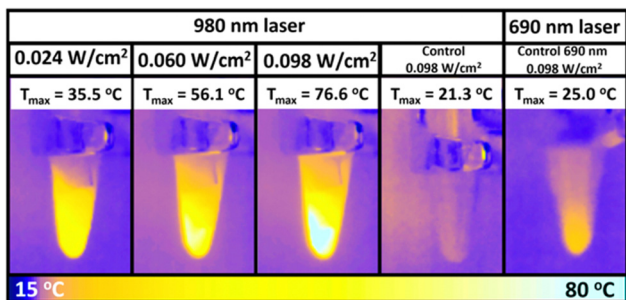 980 nm laser
690 nm laser
0.024 W/cm²
0.060 W/cm²
0.098 W/cm²
Control
0.098 W/cm²
Control 690 nm
0.098 W/cm²
Tmax = 35.5 ºC
Tmax = 56.1 ºC
Tmax = 76.6 ºC
Tmax = 21.3 ºC
Tmax = 25.0 ºC
15 ºC
80 ºC